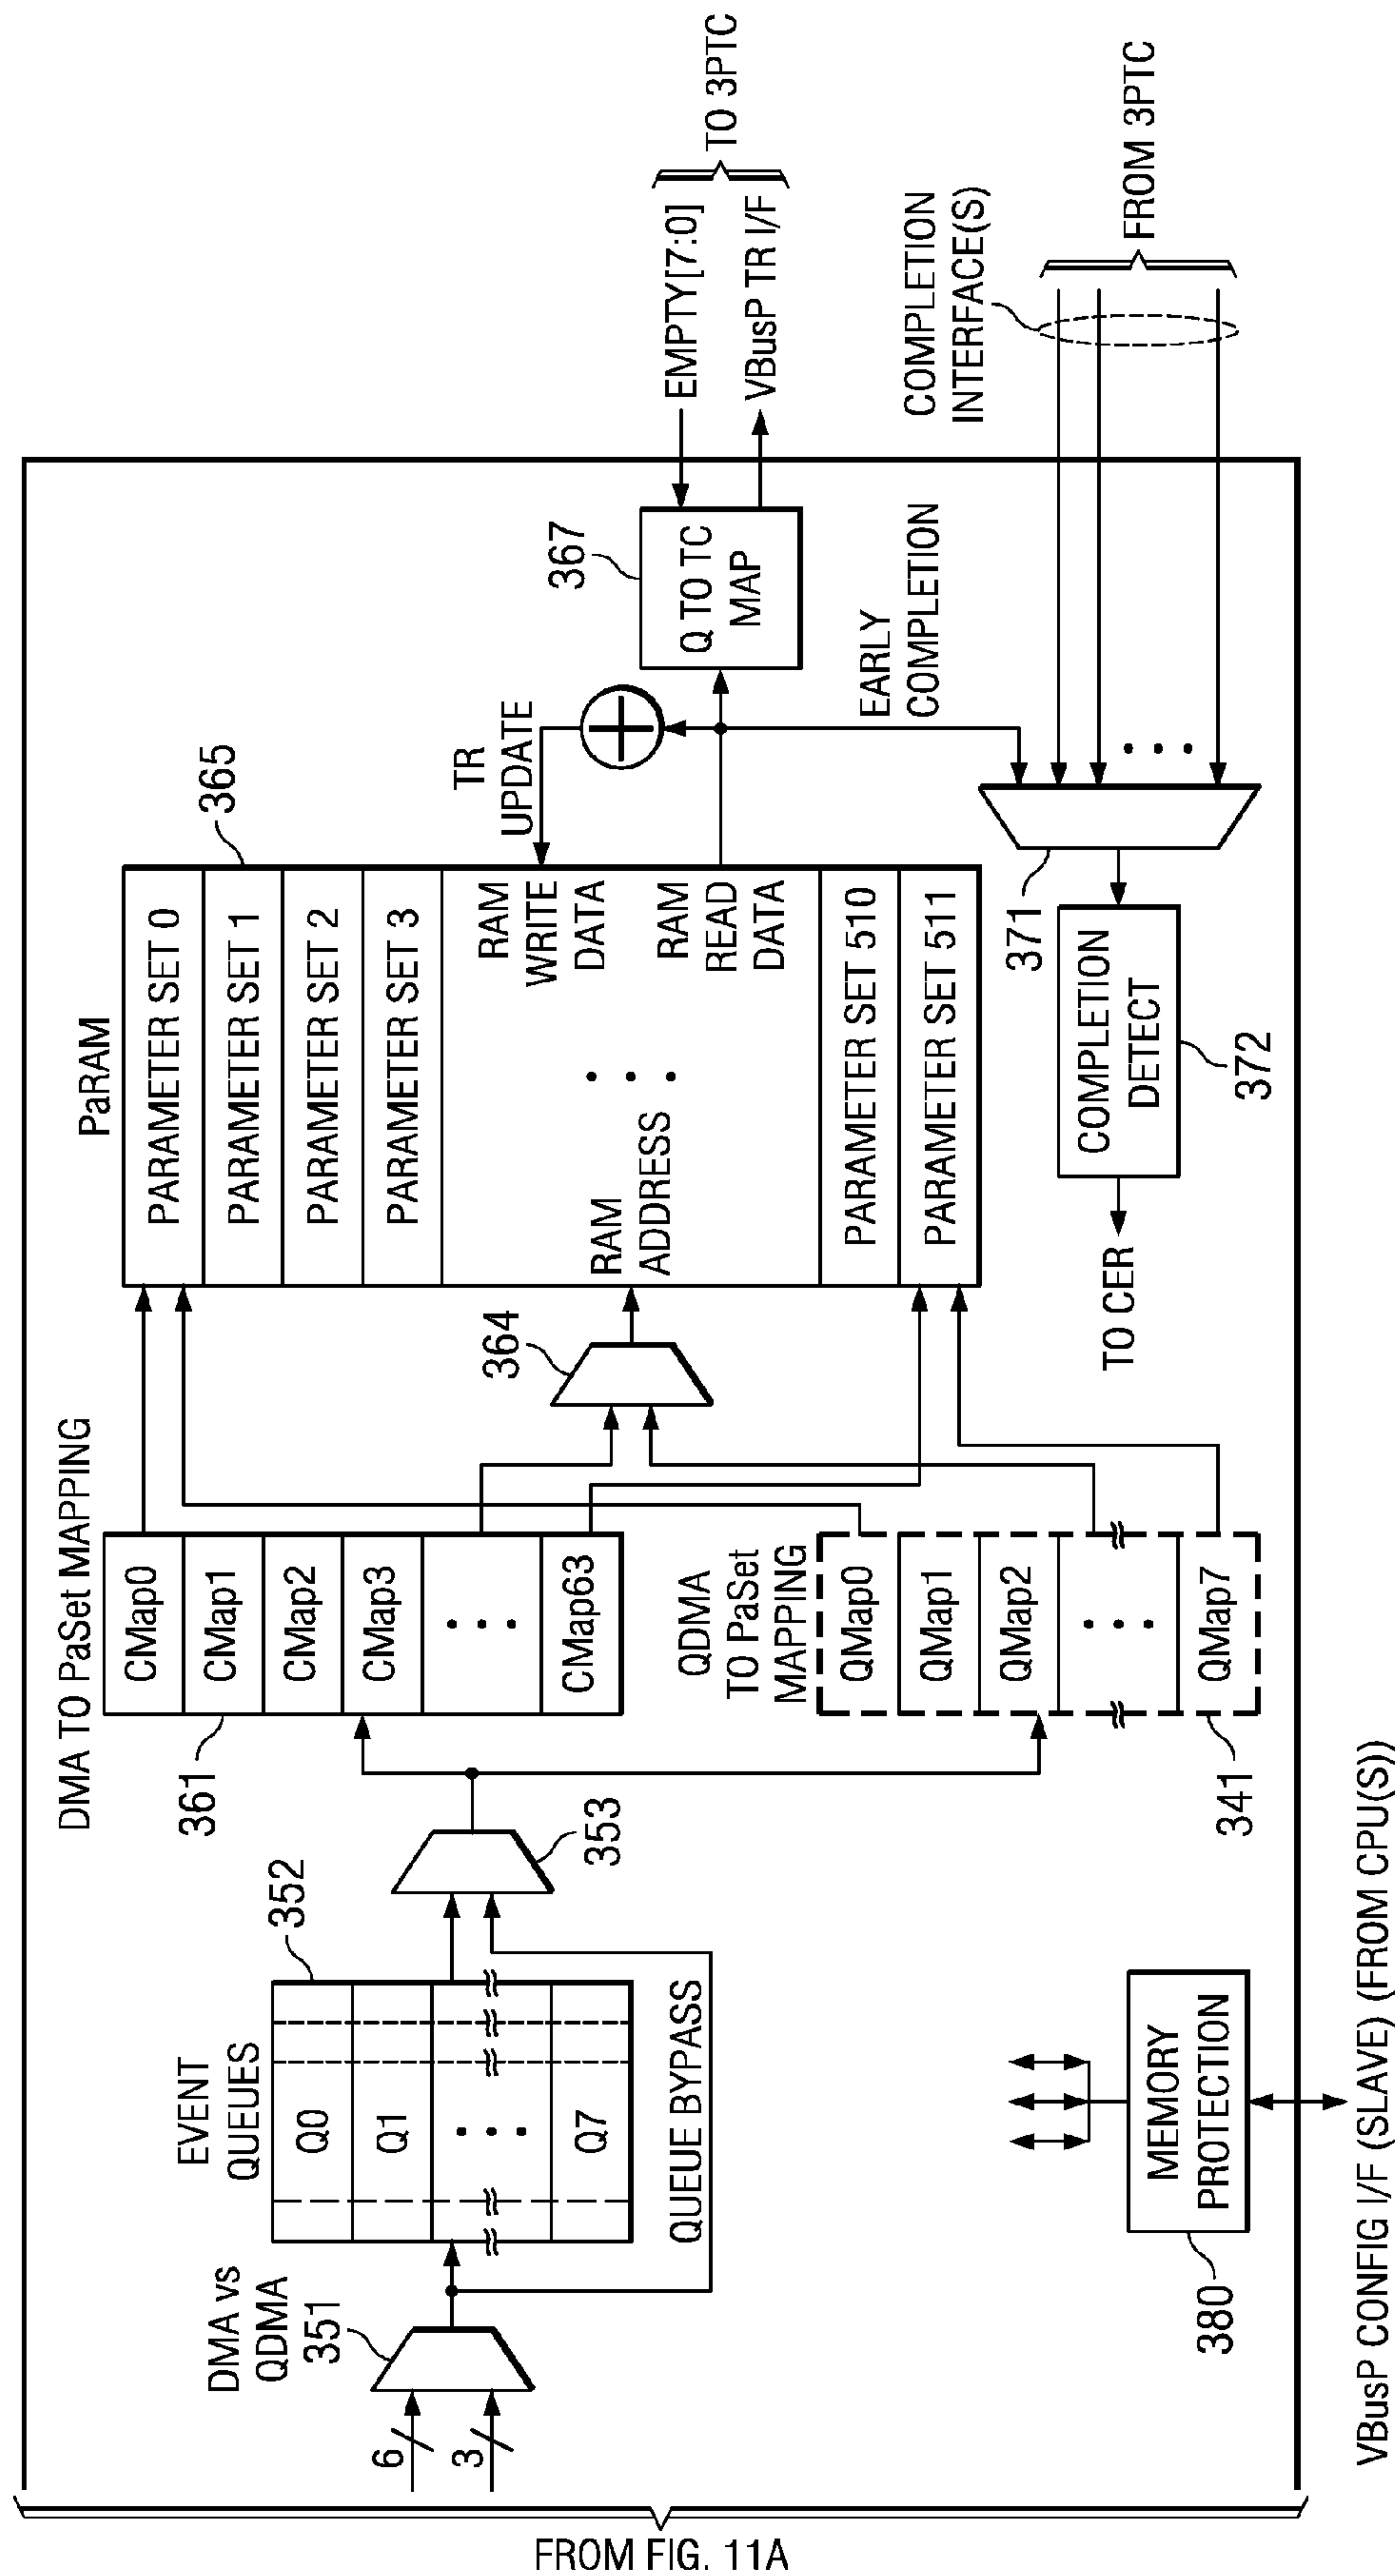 FROM FIG. 11A
6
3
DMA vs
QDMA
351
EVENT
QUEUES
352
Q0
Q1
• • •
Q7
QUEUE BYPASS
353
DMA TO PaSet MAPPING
361
CMap0
CMap1
CMap2
CMap3
• • •
CMap63
QDMA
TO PaSet
MAPPING
QMap0
QMap1
QMap2
• • •
QMap7
341
364
PaRAM
365
PARAMETER SET 0
PARAMETER SET 1
PARAMETER SET 2
PARAMETER SET 3
RAM
ADDRESS
• • •
RAM
WRITE
DATA
RAM
READ
DATA
PARAMETER SET 510
PARAMETER SET 511
TR
UPDATE
367
Q TO TC
MAP
EMPTY[7:0]
VBusP TR I/F
TO 3PTC
EARLY
COMPLETION
COMPLETION
INTERFACE(S)
FROM 3PTC
• • •
371
COMPLETION
DETECT
372
TO CER
MEMORY
PROTECTION
380
VBusP CONFIG I/F (SLAVE) (FROM CPU(S))